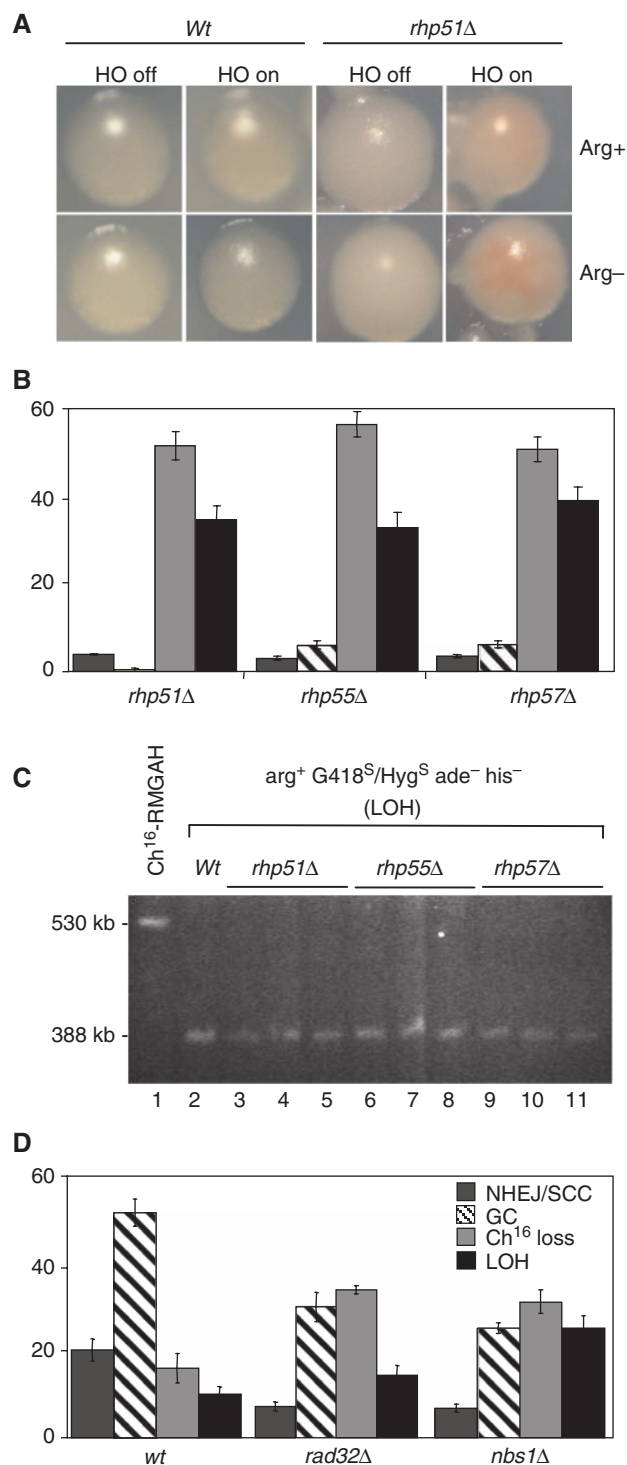 A
Wt rhp51Δ
HO off HO on HO off HO on
Arg+
Arg–
B
60
40
20
0
rhp51Δ rhp55Δ rhp57Δ
C
Ch16-RMGAH
arg+ G418S/HygS ade– his–
(LOH)
Wt rhp51Δ rhp55Δ rhp57Δ
530 kb
388 kb
1 2 3 4 5 6 7 8 9 10 11
D
60
40
20
0
NHEJ/SCC
GC
Ch16 loss
LOH
wt rad32Δ nbs1Δ